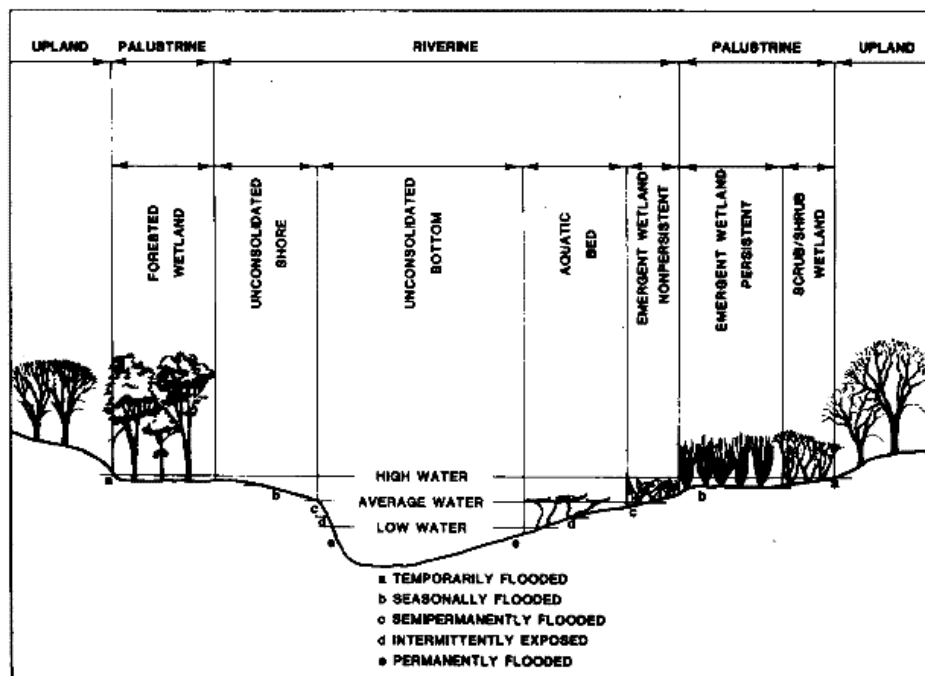 UPLAND PALUSTRINE RIVERINE PALUSTRINE UPLAND
FORESTED
WETLAND
UNCONSOLIDATED
SHORE
UNCONSOLIDATED
BOTTOM
AQUATIC
BED
EMERGENT WETLAND
NONPERSISTENT
EMERGENT WETLAND
PERSISTENT
SCRUB/SHRUB
WETLAND
HIGH WATER
AVERAGE WATER
LOW WATER
a
b
c
d
e
e
d
c
b
a
a TEMPORARILY FLOODED
b SEASONALLY FLOODED
c SEMIPERMANENTLY FLOODED
d INTERMITTENTLY EXPOSED
e PERMANENTLY FLOODED